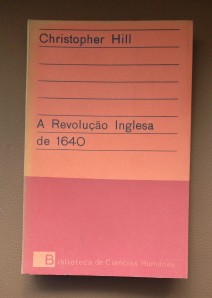 Christopher Hill
A Revolução Inglesa
de 1640
Biblioteca de Ciências Humanas